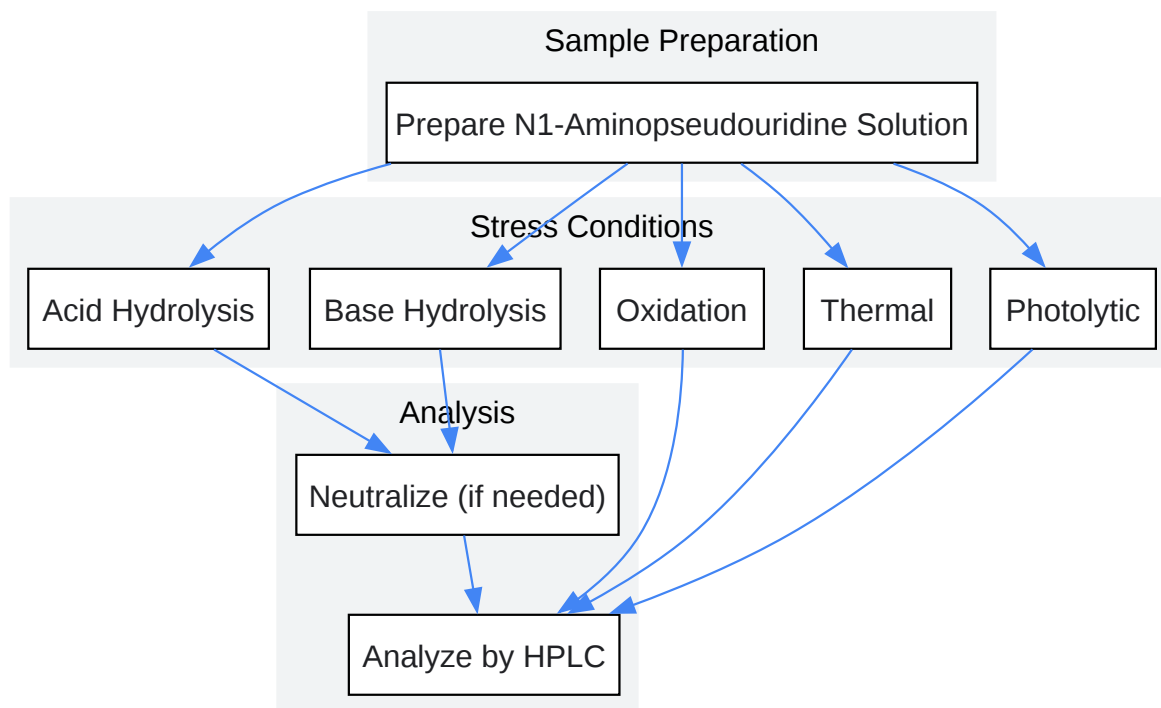 Sample Preparation
Prepare N1-Aminopseudouridine Solution
Stress Conditions
Acid Hydrolysis
Base Hydrolysis
Oxidation
Thermal
Photolytic
Analysis
Neutralize (if needed)
Analyze by HPLC